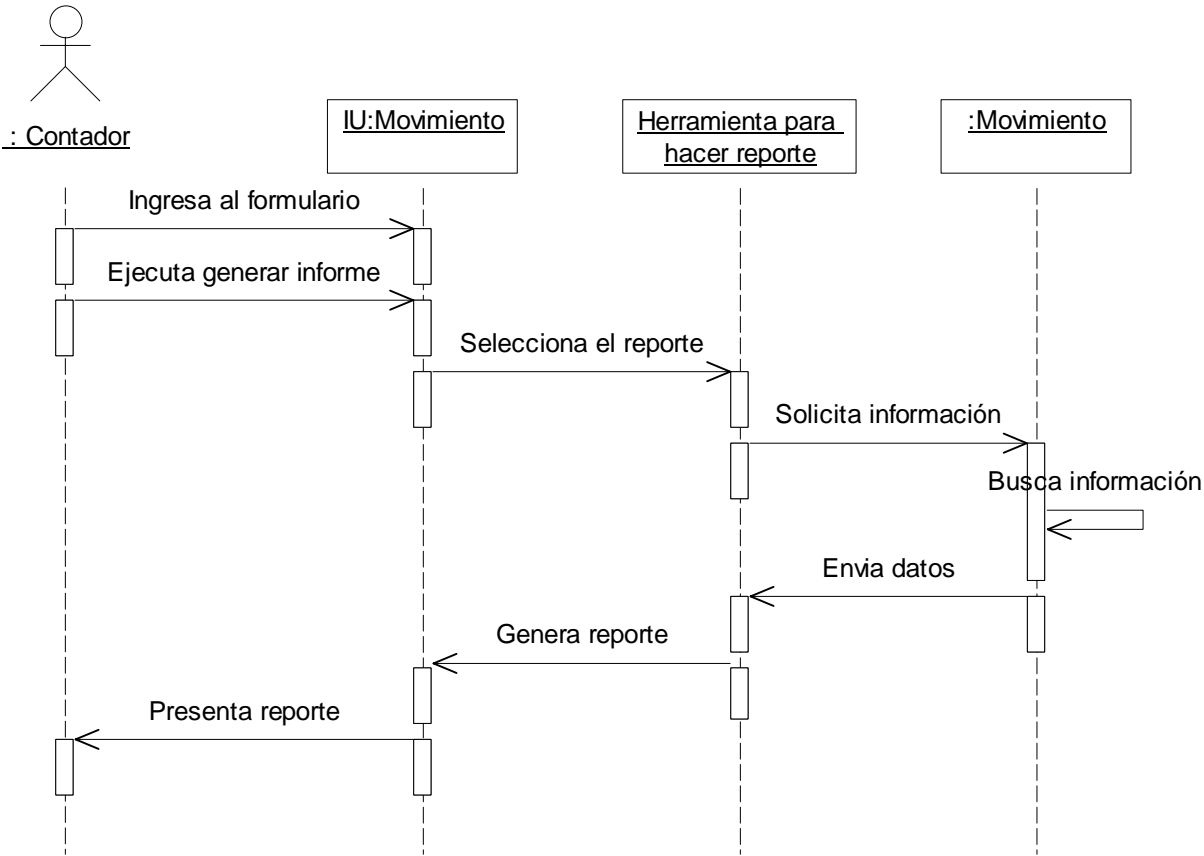 : Contador
IU:Movimiento
Herramienta para
hacer reporte
:Movimiento
Ingresa al formulario
Ejecuta generar informe
Selecciona el reporte
Solicita información
Busca información
Envia datos
Genera reporte
Presenta reporte